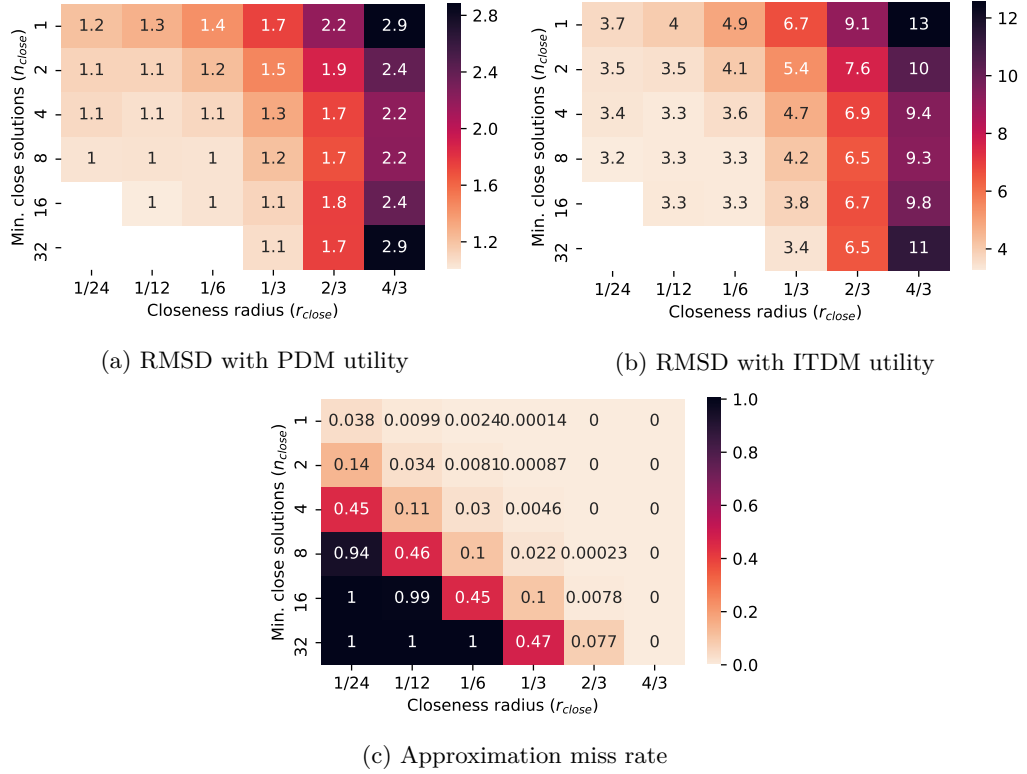 Min. close solutions (n_close)
1 1.2 1.3 1.4 1.7 2.2 2.9
2 1.1 1.1 1.2 1.5 1.9 2.4
4 1.1 1.1 1.1 1.3 1.7 2.2
8 1 1 1 1.2 1.7 2.2
16 1 1 1.1 1.8 2.4
32 1.1 1.7 2.9
1/24 1/12 1/6 1/3 2/3 4/3
Closeness radius (r_close)
2.8
2.4
2.0
1.6
1.2
(a) RMSD with PDM utility
Min. close solutions (n_close)
1 3.7 4 4.9 6.7 9.1 13
2 3.5 3.5 4.1 5.4 7.6 10
4 3.4 3.3 3.6 4.7 6.9 9.4
8 3.2 3.3 3.3 4.2 6.5 9.3
16 3.3 3.3 3.8 6.7 9.8
32 3.4 6.5 11
1/24 1/12 1/6 1/3 2/3 4/3
Closeness radius (r_close)
12
10
8
6
4
(b) RMSD with ITDM utility
Min. close solutions (n_close)
1 0.038 0.0099 0.0024 0.00014 0 0
2 0.14 0.034 0.0081 0.00087 0 0
4 0.45 0.11 0.03 0.0046 0 0
8 0.94 0.46 0.1 0.022 0.00023 0
16 1 0.99 0.45 0.1 0.0078 0
32 1 1 1 0.47 0.077 0
1/24 1/12 1/6 1/3 2/3 4/3
Closeness radius (r_close)
1.0
0.8
0.6
0.4
0.2
0.0
(c) Approximation miss rate